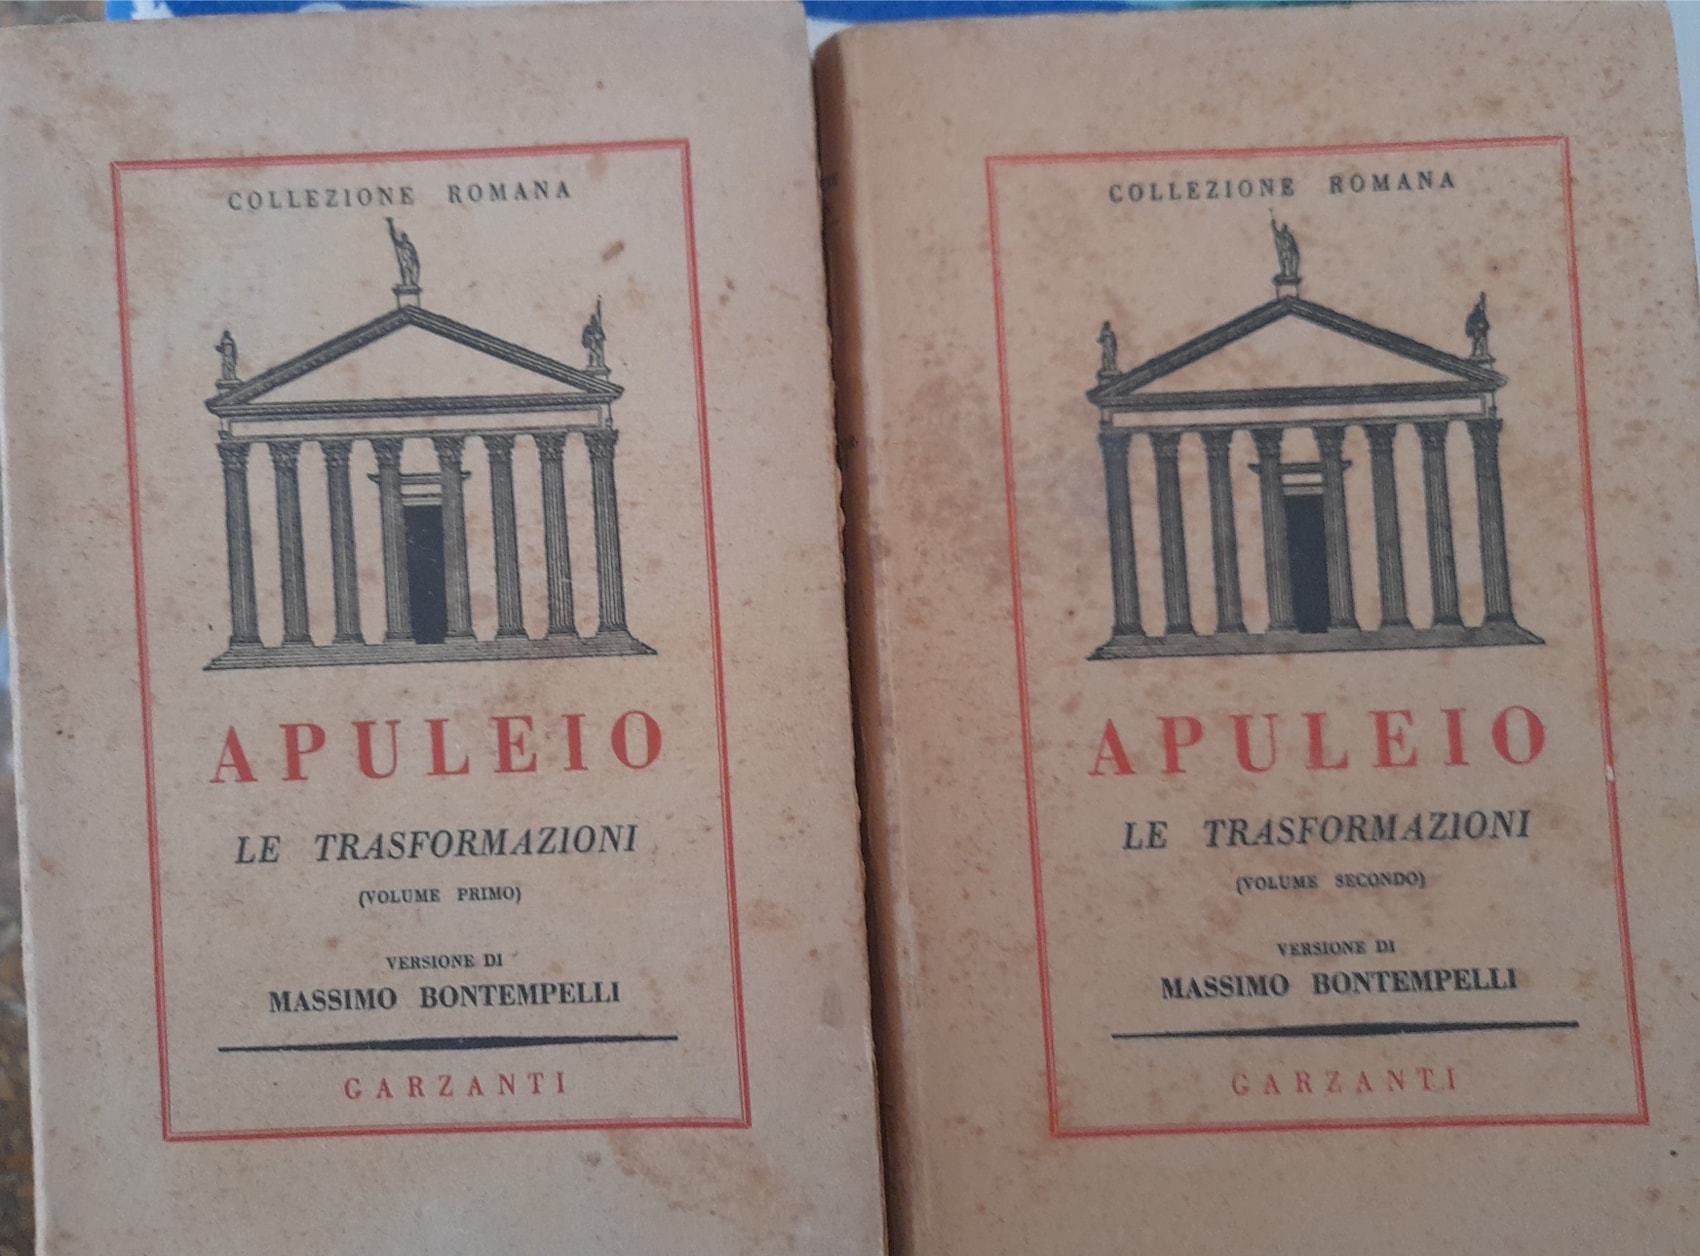 COLLEZIONE ROMANA
APULEIO
LE TRASFORMAZIONI
(VOLUME PRIMO)
VERSIONE DI
MASSIMO BONTEMPELLI
GARZANTI
COLLEZIONE ROMANA
APULEIO
LE TRASFORMAZIONI
(VOLUME SECONDO)
VERSIONE DI
MASSIMO BONTEMPELLI
GARZANTI